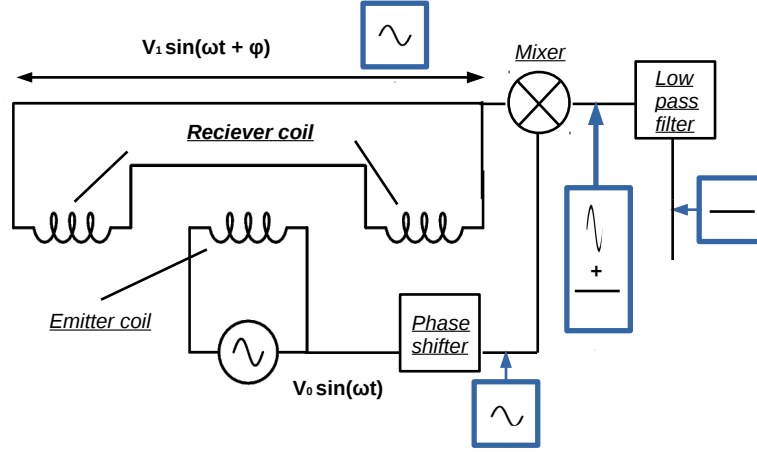 V₁ sin(ωt + φ)
Mixer
Low
pass
filter
Reciever coil
+
Emitter coil
Phase
shifter
V₀ sin(ωt)